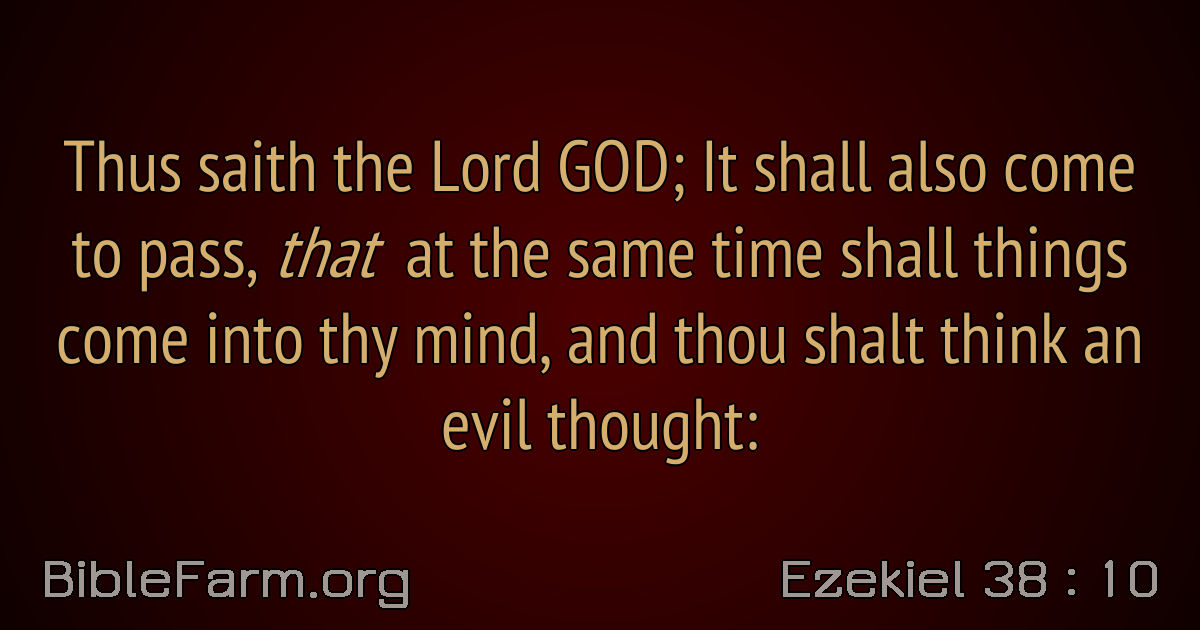 Thus saith the Lord GOD; It shall also come
to pass, that at the same time shall things
come into thy mind, and thou shalt think an
evil thought:
BibleFarm.org
Ezekiel 38 : 10